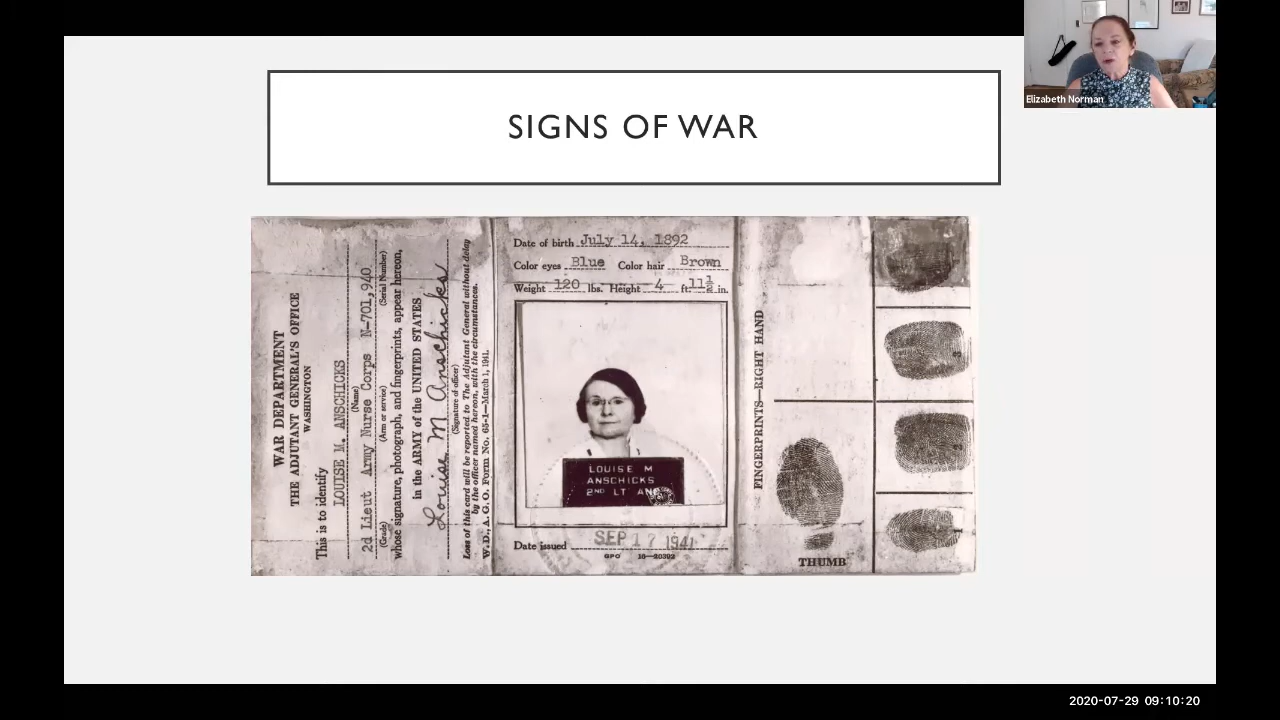 SIGNS OF WAR
Elizabeth Norman
WAR DEPARTMENT
THE ADJUTANT GENERAL'S OFFICE
WASHINGTON
This is to identify
LOUISE M. ANSCHICKS
(Name)
2d Lieut Army Nurse Corps N-701,940
(Grade) (Arm or service) (Serial Number)
whose signature, photograph, and fingerprints, appear hereon,
in the ARMY of the UNITED STATES
Louise M Anschicks
(Signature of officer)
Loss of this card will be reported to The Adjutant General without delay
by the officer named hereon, with the circumstances.
W. D., A. G. O. Form No. 65-1—March 1, 1941.
Date of birth July 14, 1892
Color eyes Blue Color hair Brown
Weight 120 lbs. Height 4 ft. 11½ in.
LOUISE M
ANSCHICKS
2ND LT ANC
Date issued SEP 17 1941
GPO 16—20392
FINGERPRINTS—RIGHT HAND
THUMB
2020-07-29 09:10:20